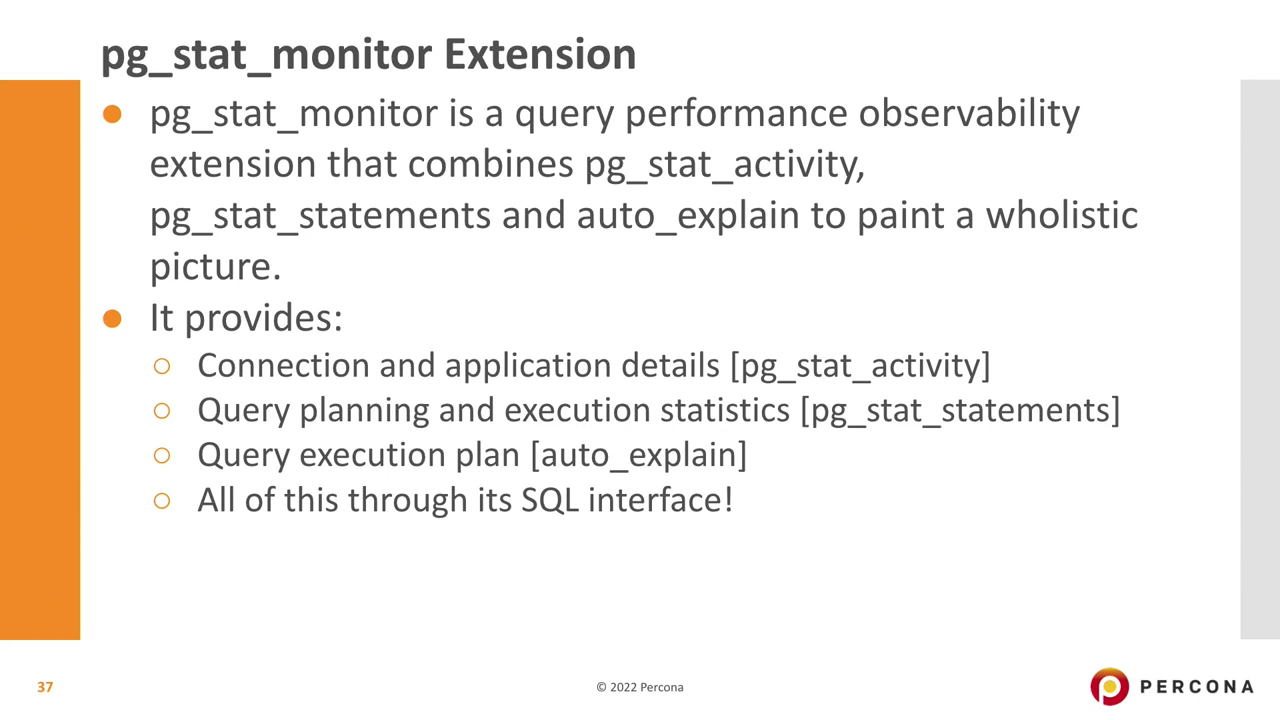 pg_stat_monitor Extension
● pg_stat_monitor is a query performance observability
extension that combines pg_stat_activity,
pg_stat_statements and auto_explain to paint a wholistic
picture.
● It provides:
○ Connection and application details [pg_stat_activity]
○ Query planning and execution statistics [pg_stat_statements]
○ Query execution plan [auto_explain]
○ All of this through its SQL interface!
37
© 2022 Percona
PERCONA